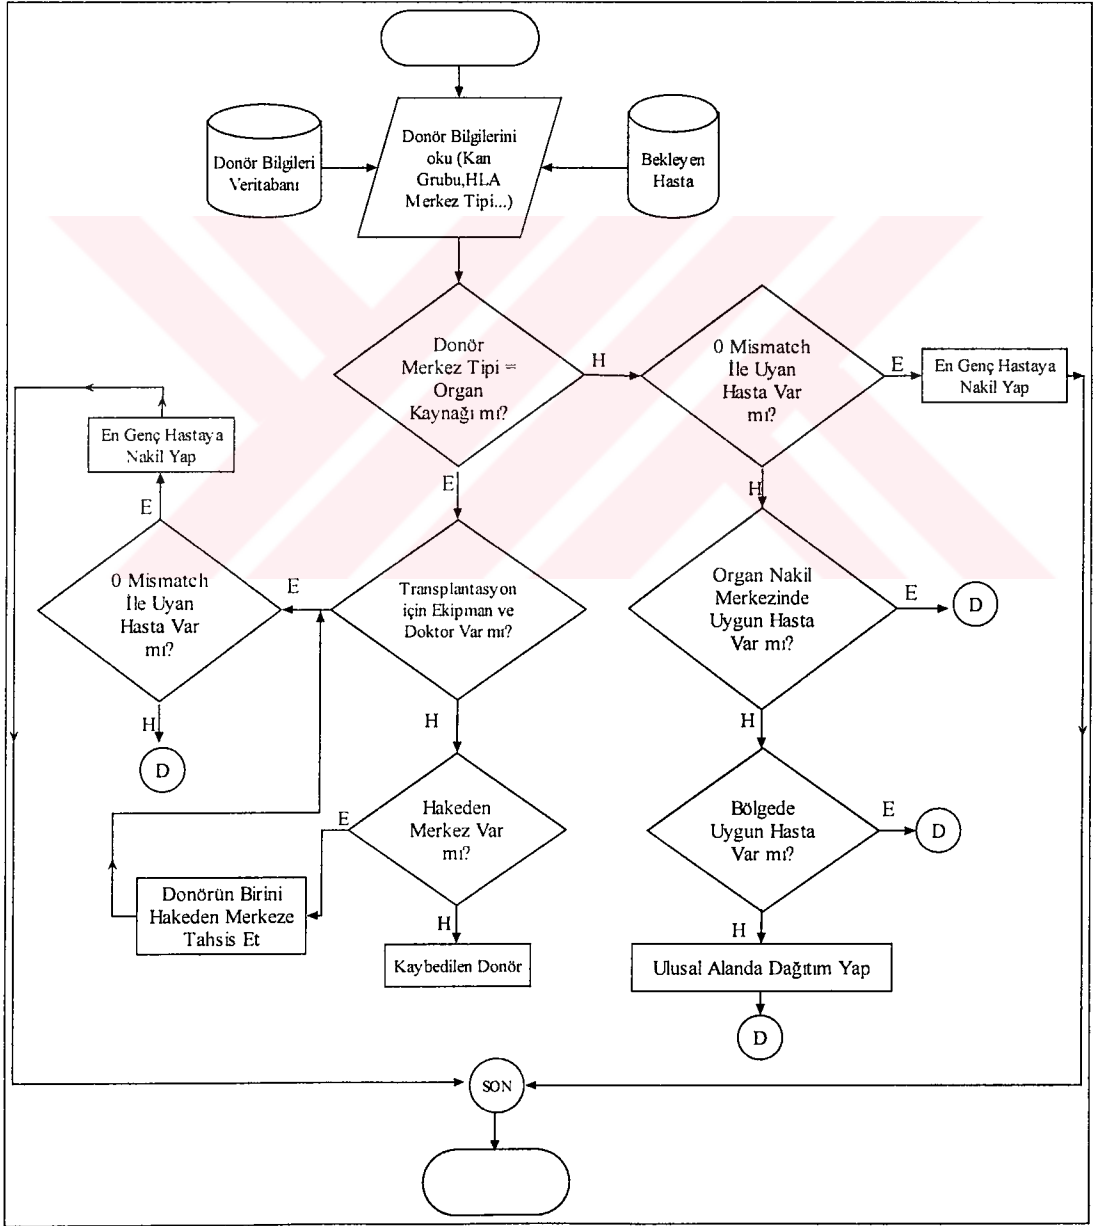 Donör Bilgileri
Veritabanı
Donör Bilgilerini
oku (Kan
Grubu,HLA
Merkez Tipi...)
Bekleyen
Hasta
Donör
Merkez Tipi =
Organ
Kaynağı mı?
H
0 Mismatch
İle Uyan
Hasta Var
mı?
E
En Genç Hastaya
Nakil Yap
En Genç Hastaya
Nakil Yap
E
E
H
0 Mismatch
İle Uyan
Hasta Var
mı?
E
Transplantasyon
için Ekipman ve
Doktor Var mı?
Organ Nakil
Merkezinde
Uygun Hasta
Var mı?
E
D
H
D
H
H
Hakeden
Merkez Var
mı?
E
Bölgede
Uygun Hasta
Var mı?
E
D
Donörün Birini
Hakeden Merkeze
Tahsis Et
H
Kaybedilen Donör
H
Ulusal Alanda Dağıtım Yap
D
SON